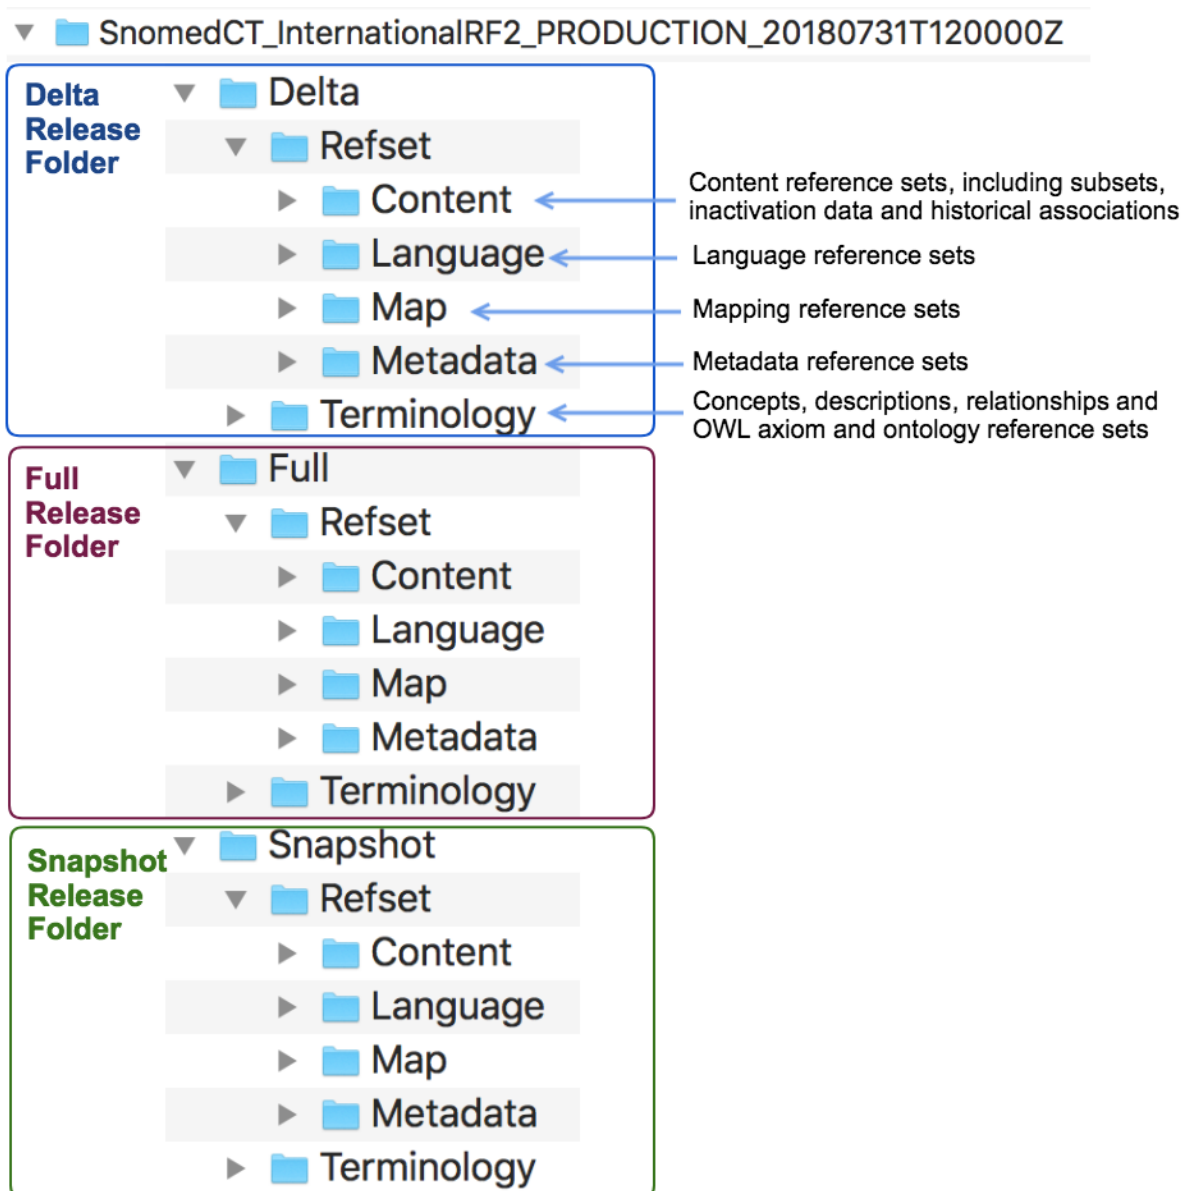 SnomedCT_InternationalRF2_PRODUCTION_20180731T120000Z
Delta
Release
Folder
Delta
Refset
Content
Content reference sets, including subsets,
inactivation data and historical associations
Language
Language reference sets
Map
Mapping reference sets
Metadata
Metadata reference sets
Terminology
Concepts, descriptions, relationships and
OWL axiom and ontology reference sets
Full
Release
Folder
Full
Refset
Content
Language
Map
Metadata
Terminology
Snapshot
Release
Folder
Snapshot
Refset
Content
Language
Map
Metadata
Terminology